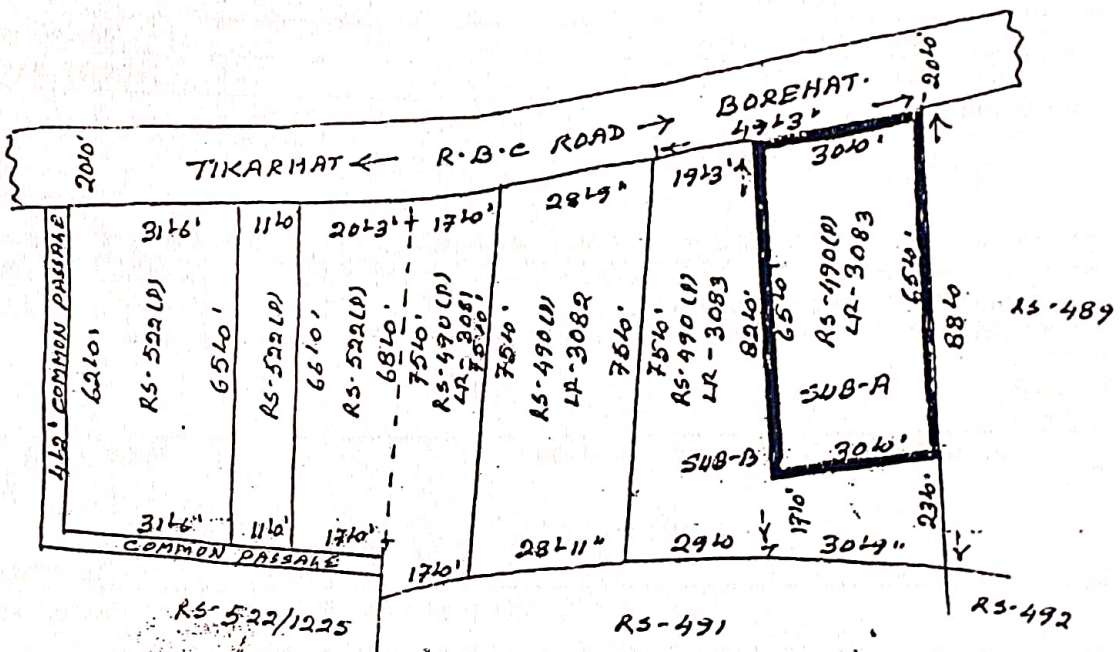 BOREHAT.
20'0'
TIKARHAT ← R.B.C ROAD →
49'3"
30'0'
20'0'
31'6'
11'0
20'3'
17'0'
28'9"
19'3'
4'2' COMMON PASSAGE
62'0'
RS-522(P)
65'0'
RS-522(P)
66'0'
RS-522(P)
68'0'
75'0'
RS-490(P)
LR-3081
75'0'
75'0'
RS-490(P)
LR-3082
75'0'
75'0'
RS-490(P)
LR-3083
82'0'
65'0'
RS-490(P)
LR-3083
65'0'
88'0
RS-489
SUB-A
SUB-B
30'0'
17'0'
23'0'
31'6'
11'0'
17'0'
COMMON PASSAGE
17'0'
28'11"
29'0
30'9"
RS-522/1225
RS-491
RS-492